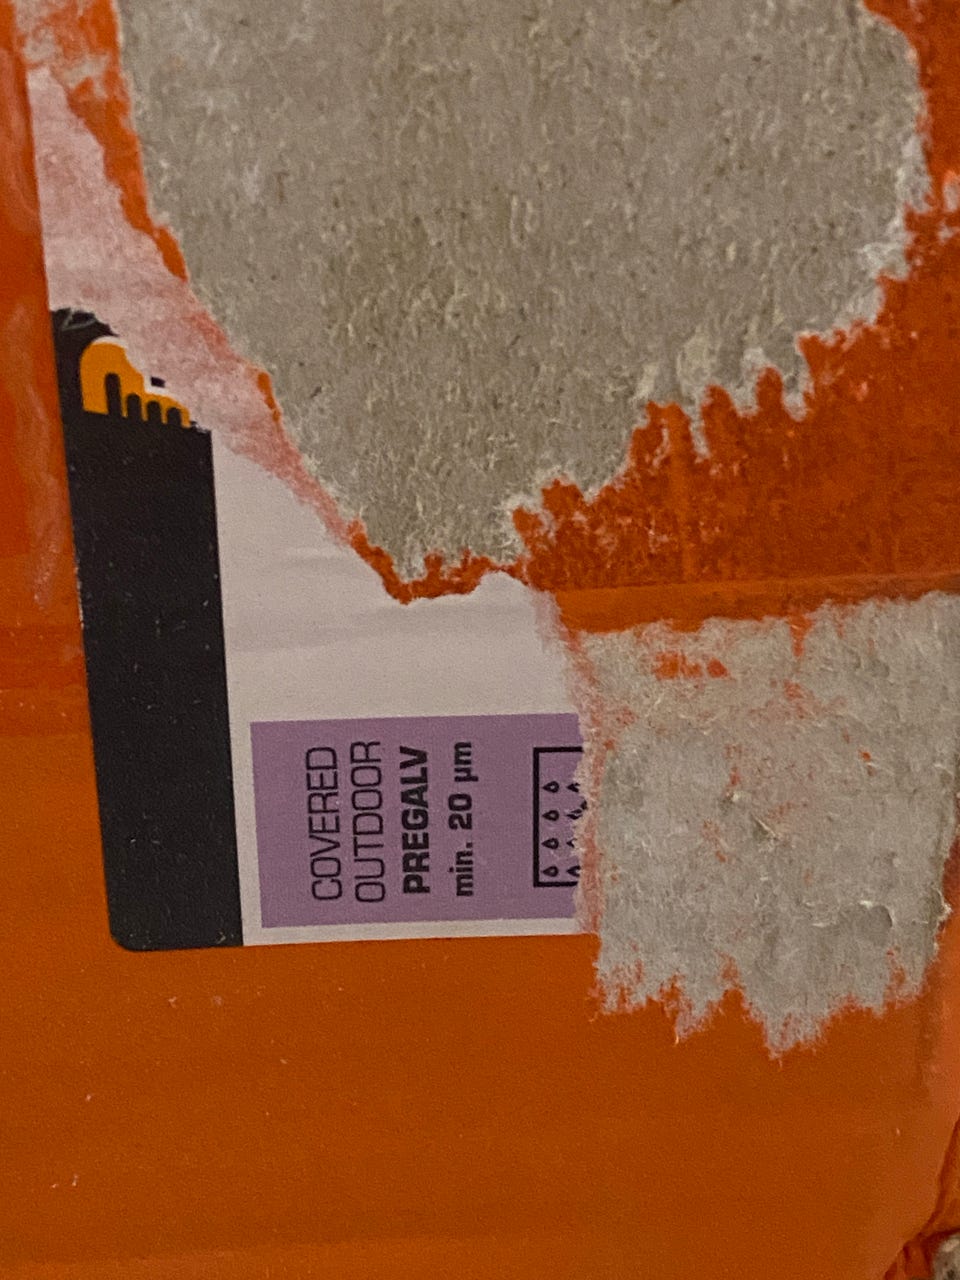 COVERED
OUTDOOR
PREGALV
min. 20 µm